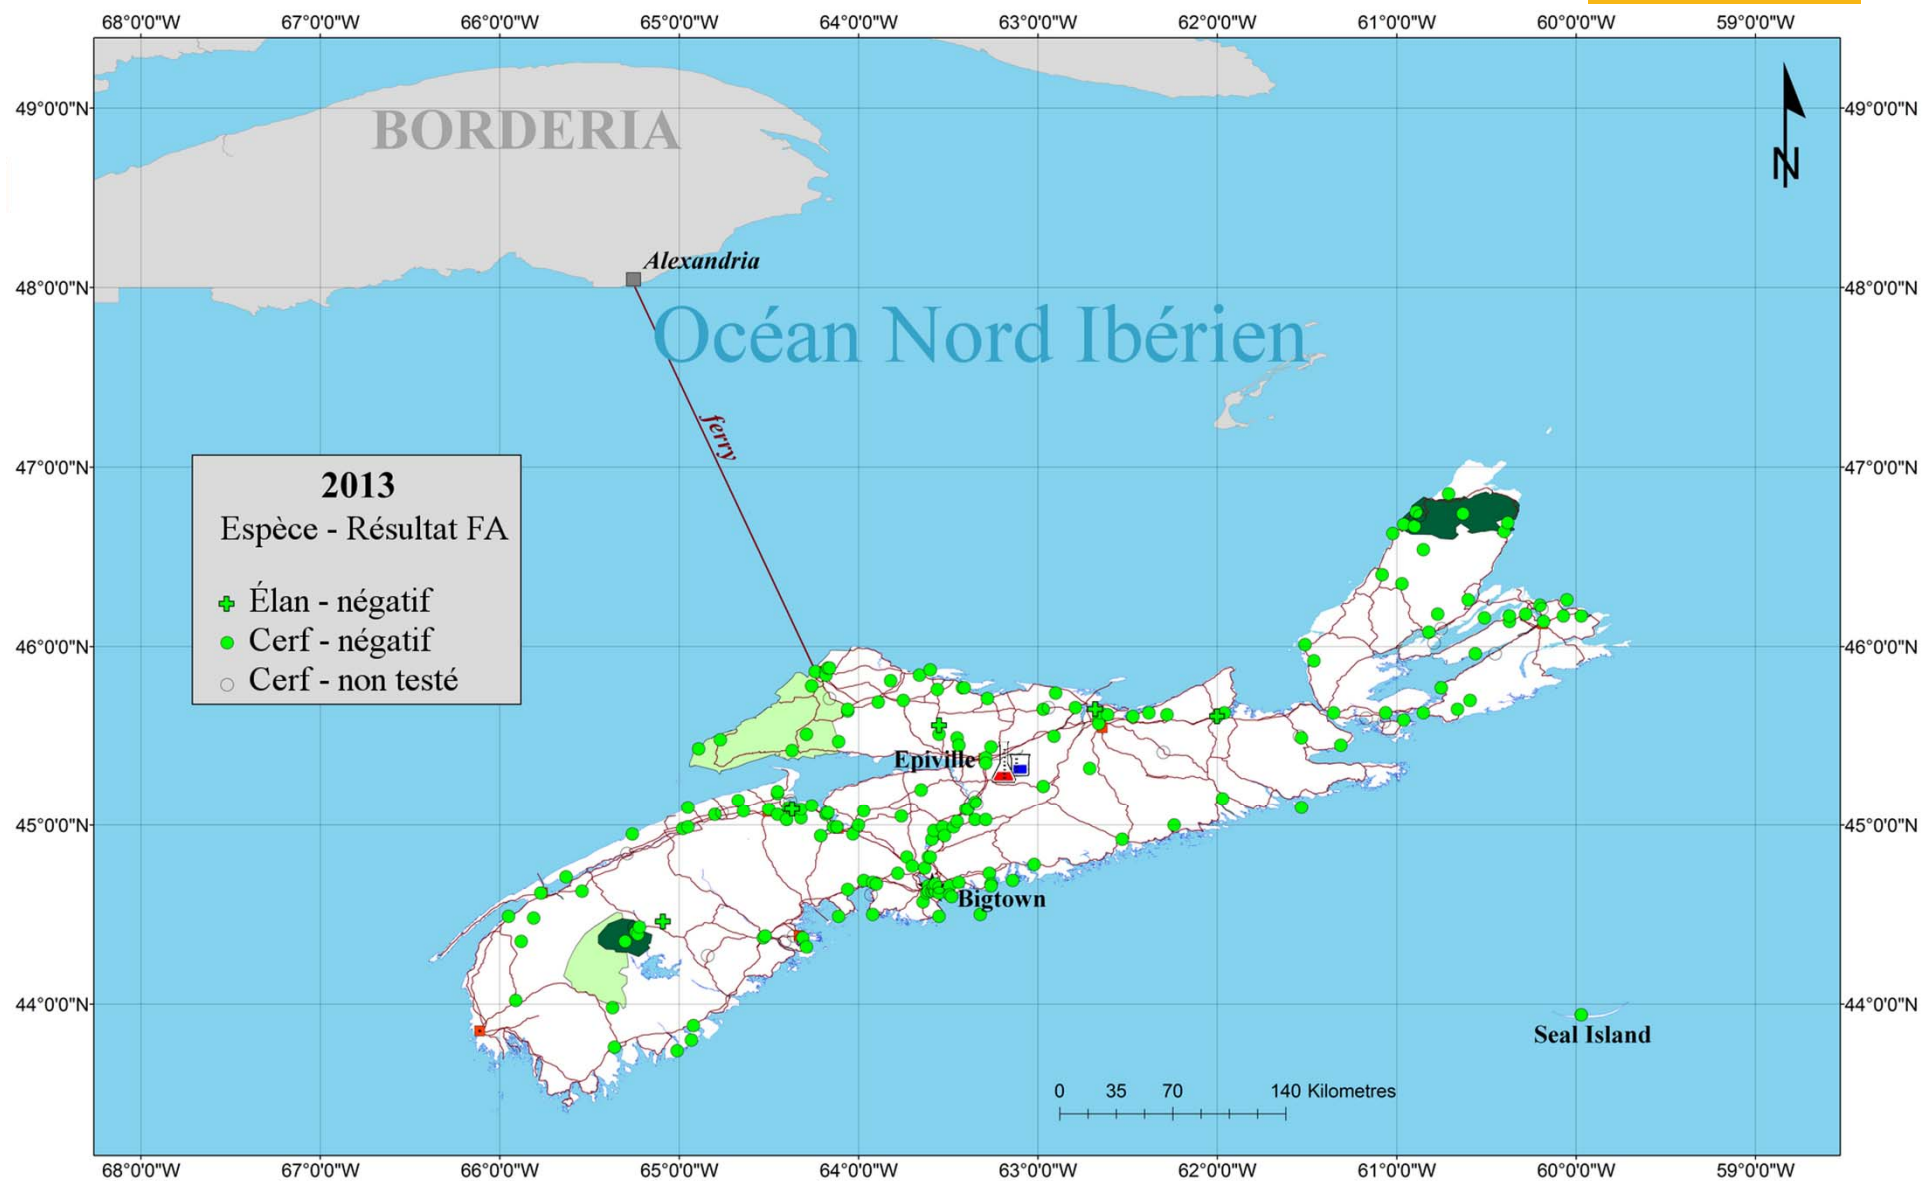 68°0'0"W 67°0'0"W 66°0'0"W 65°0'0"W 64°0'0"W 63°0'0"W 62°0'0"W 61°0'0"W 60°0'0"W 59°0'0"W
49°0'0"N 49°0'0"N
BORDERIA
N
Alexandria
48°0'0"N 48°0'0"N
Océan Nord Ibérien
ferry
47°0'0"N 47°0'0"N
2013
Espèce - Résultat FA
Élan - négatif
Cerf - négatif
Cerf - non testé
46°0'0"N 46°0'0"N
Epiville
45°0'0"N 45°0'0"N
Bigtown
44°0'0"N 44°0'0"N
Seal Island
0 35 70 140 Kilometres
68°0'0"W 67°0'0"W 66°0'0"W 65°0'0"W 64°0'0"W 63°0'0"W 62°0'0"W 61°0'0"W 60°0'0"W 59°0'0"W